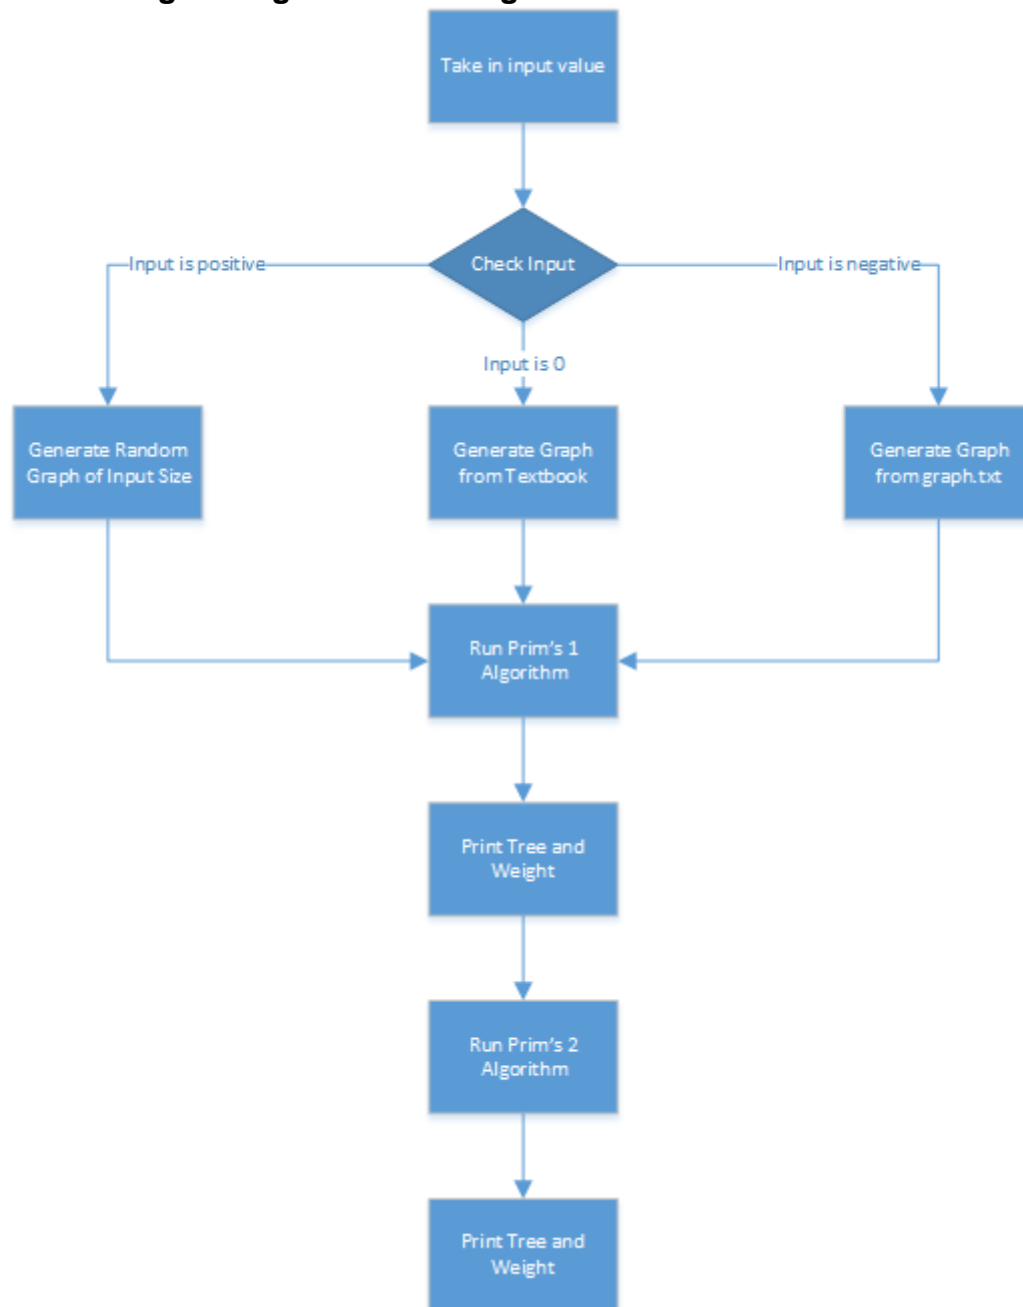 Take in input value
Input is positive
Check Input
Input is negative
Input is 0
Generate Random
Graph of Input Size
Generate Graph
from Textbook
Generate Graph
from graph.txt
Run Prim's 1
Algorithm
Print Tree and
Weight
Run Prim's 2
Algorithm
Print Tree and
Weight